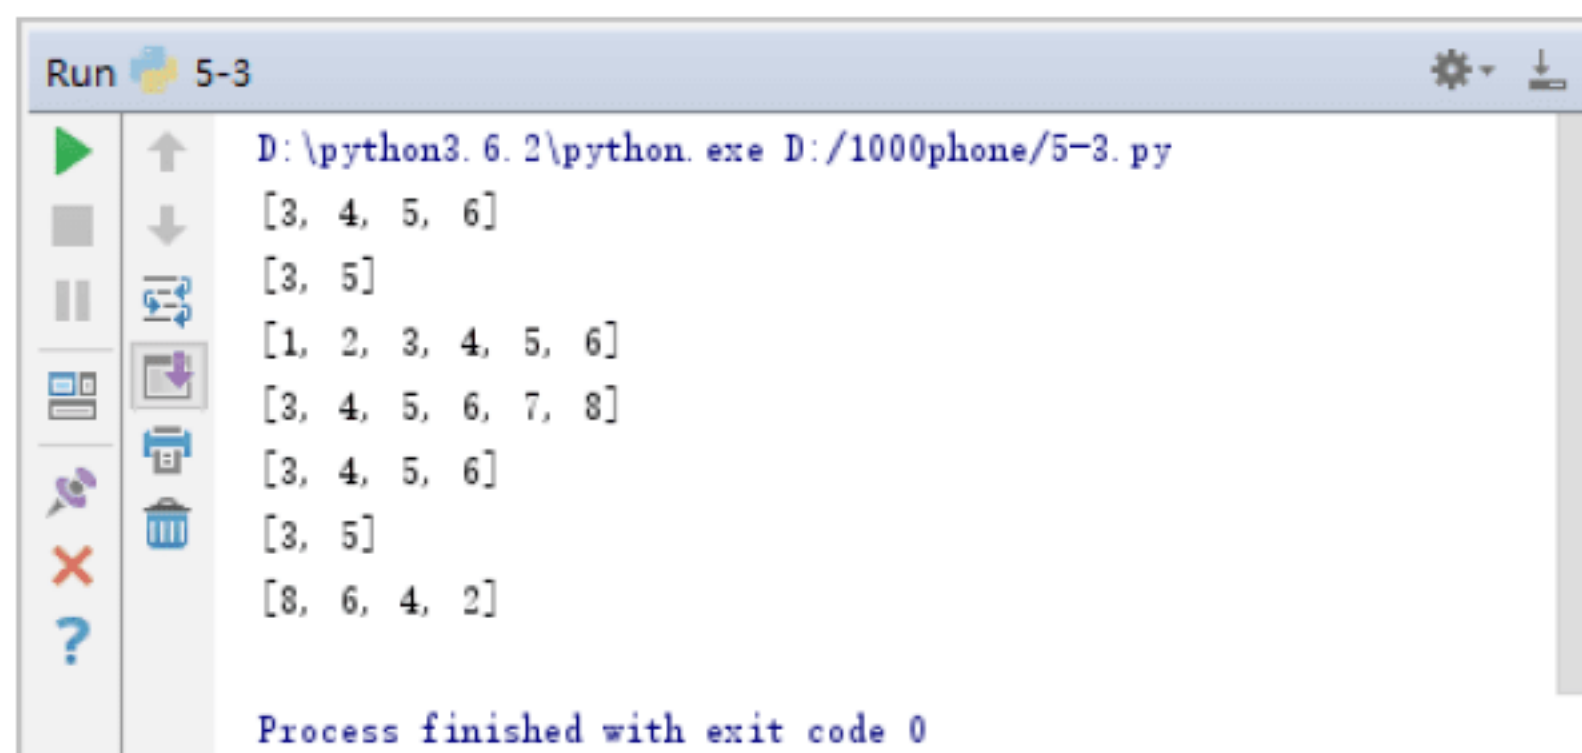 Run 5-3
D:\python3.6.2\python.exe D:/1000phone/5-3.py
[3, 4, 5, 6]
[3, 5]
[1, 2, 3, 4, 5, 6]
[3, 4, 5, 6, 7, 8]
[3, 4, 5, 6]
[3, 5]
[8, 6, 4, 2]
Process finished with exit code 0